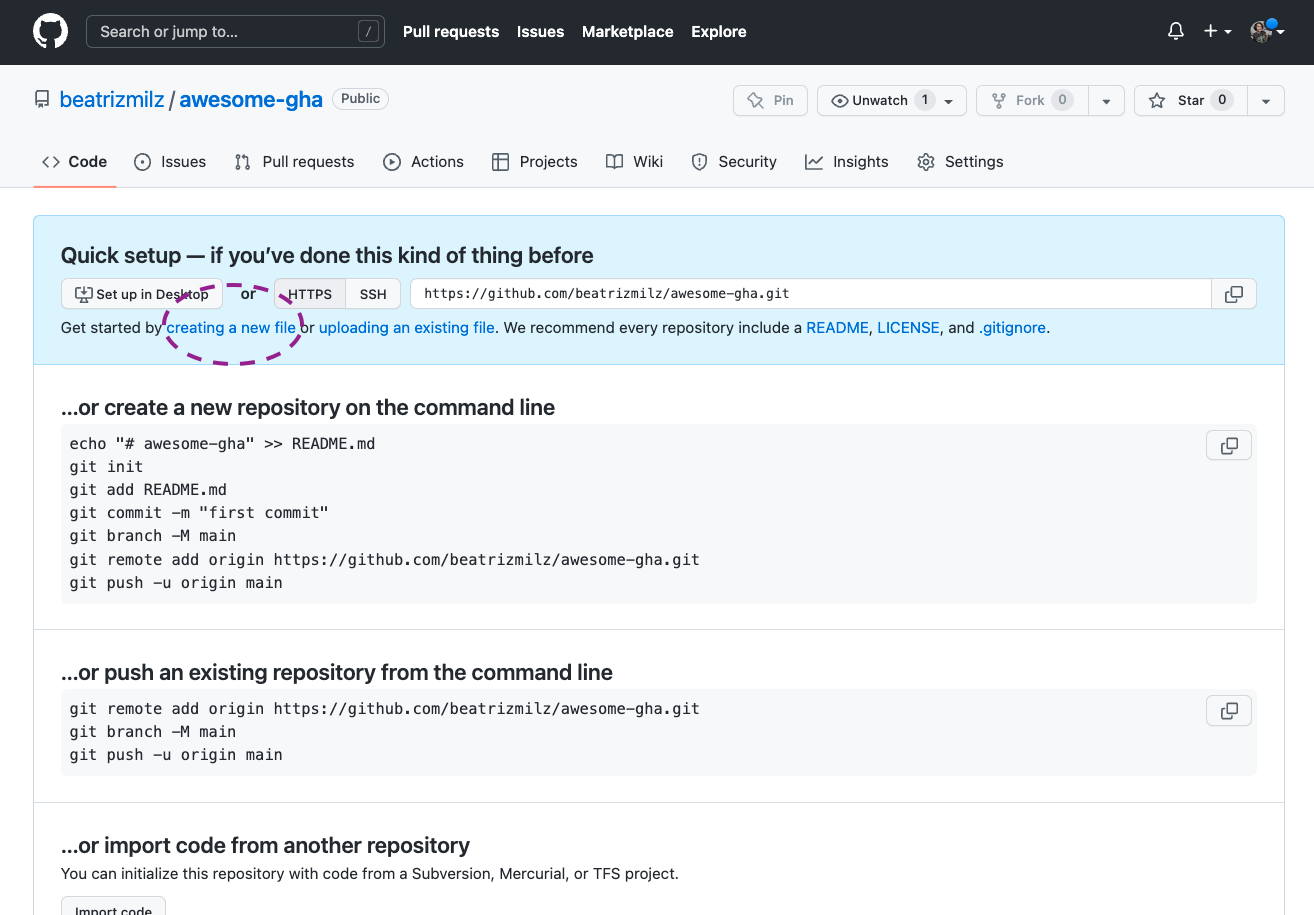 Search or jump to... / Pull requests Issues Marketplace Explore
beatrizmilz / awesome-gha Public Pin Unwatch 1 Fork 0 Star 0
Code Issues Pull requests Actions Projects Wiki Security Insights Settings
Quick setup — if you’ve done this kind of thing before
Set up in Desktop or HTTPS SSH https://github.com/beatrizmilz/awesome-gha.git
Get started by creating a new file or uploading an existing file. We recommend every repository include a README, LICENSE, and .gitignore.
…or create a new repository on the command line
echo "# awesome-gha" >> README.md
git init
git add README.md
git commit -m "first commit"
git branch -M main
git remote add origin https://github.com/beatrizmilz/awesome-gha.git
git push -u origin main
…or push an existing repository from the command line
git remote add origin https://github.com/beatrizmilz/awesome-gha.git
git branch -M main
git push -u origin main
…or import code from another repository
You can initialize this repository with code from a Subversion, Mercurial, or TFS project.
Import code